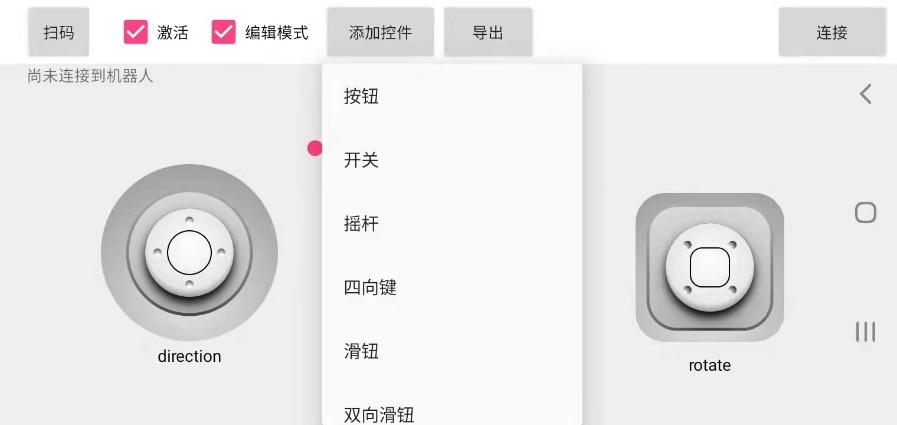 扫码
激活
编辑模式
添加控件
导出
连接
尚未连接到机器人
按钮
开关
摇杆
四向键
滑钮
双向滑钮
direction
rotate